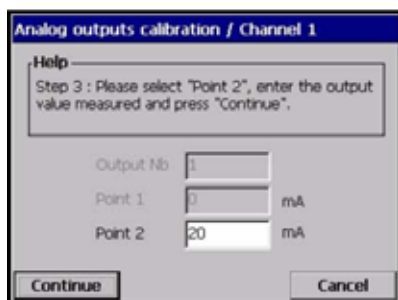 Analog outputs calibration / Channel 1
Help
Step 3 : Please select "Point 2", enter the output
value measured and press "Continue".
Output Nb 1
Point 1 0 mA
Point 2 20 mA
Continue Cancel